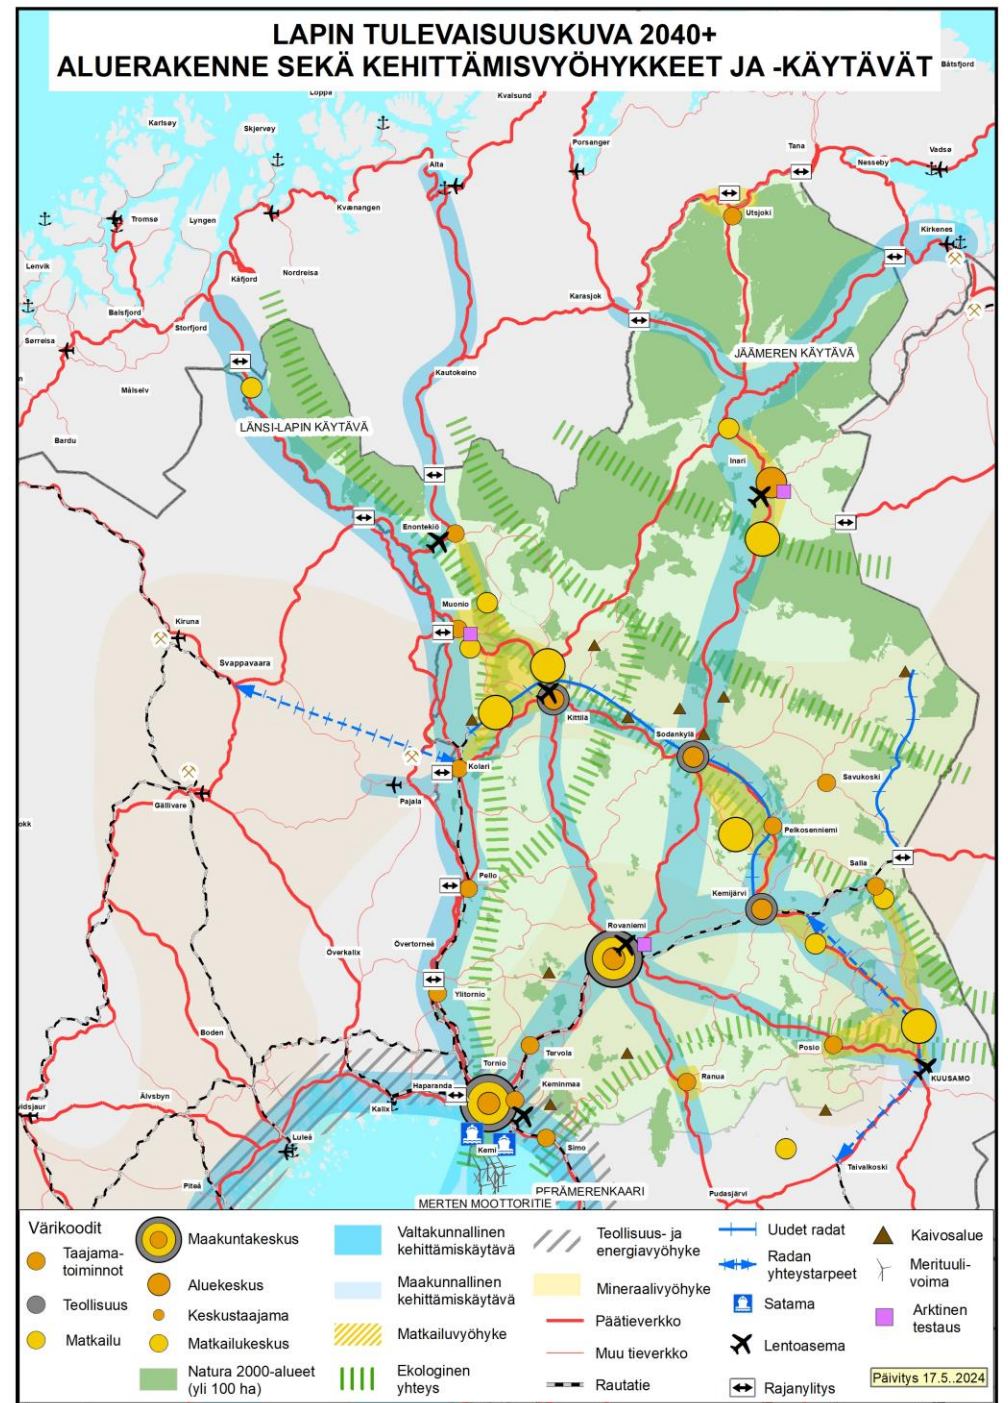 LAPIN TULEVAISUUSKUVA 2040+
ALUERAKENNE SEKÄ KEHITTÄMISVYÖHYKKEET JA -KÄYTÄVÄT
Båtsfjord
Loppa
Kvalsund
Karlsøy
Skjervøy
Porsanger
Tana
Vadsø
Alta
Nesseby
Tromsø
Lyngen
Kvænangen
Utsjoki
Kirkenes
Lenvik
Kåfjord
Nordreisa
Karasjok
Balsfjord
Storfjord
Sørreisa
JÄÄMEREN KÄYTÄVÄ
Kautokeino
Målselv
LÄNSI-LAPIN KÄYTÄVÄ
Bardu
Inari
Enontekiö
Muonio
Kiruna
Svappavaara
Kittilä
Sodankylä
Kolari
Savukoski
Pajala
Gällivare
okk
Pelkosenniemi
Salla
Pello
Kemijärvi
Rovaniemi
Övertorneå
Överkalix
Ylitornio
Boden
Tervola
Posio
Tornio
Haparanda
Keminmaa
Ranua
KUUSAMO
Älvsbyn
vidsjaur
Kalix
Luleå
Kemi
Simo
Taivalkoski
Piteå
PERÄMERENKAARI
Pudasjärvi
MERTEN MOOTTORITIE
Värikoodit
Taajama-
toiminnot
Teollisuus
Matkailu
Maakuntakeskus
Aluekeskus
Keskustaajama
Matkailukeskus
Natura 2000-alueet
(yli 100 ha)
Valtakunnallinen
kehittämiskäytävä
Maakunnallinen
kehittämiskäytävä
Matkailuvyöhyke
Ekologinen
yhteys
Teollisuus- ja
energiavyöhyke
Mineraalivyöhyke
Päätieverkko
Muu tieverkko
Rautatie
Uudet radat
Radan
yhteystarpeet
Satama
Lentoasema
Rajanylitys
Kaivosalue
Merituuli-
voima
Arktinen
testaus
Päivitys 17.5..2024